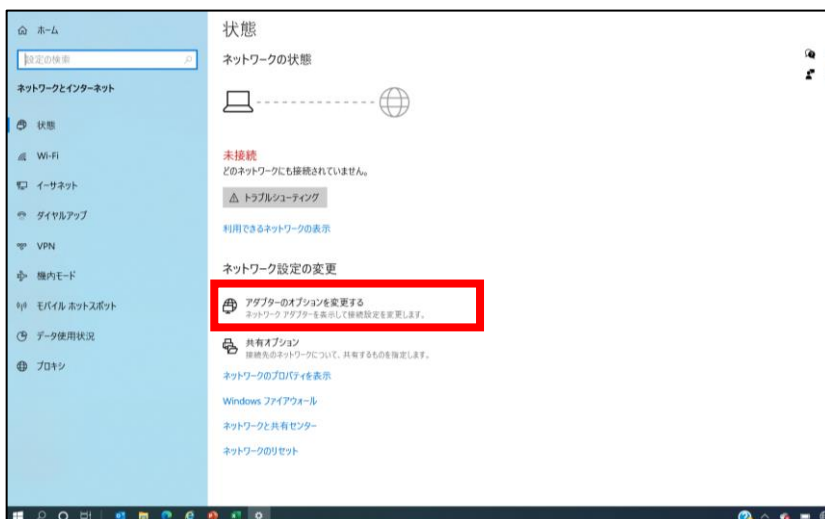 ホーム
設定の検索
ネットワークとインターネット
状態
Wi-Fi
イーサネット
ダイヤルアップ
VPN
機内モード
モバイル ホットスポット
データ使用状況
プロキシ
状態
ネットワークの状態
未接続
どのネットワークにも接続されていません。
トラブルシューティング
利用できるネットワークの表示
ネットワーク設定の変更
アダプターのオプションを変更する
ネットワーク アダプターを表示して接続設定を変更します。
共有オプション
接続先のネットワークについて、共有するものを指定します。
ネットワークのプロパティを表示
Windows ファイアウォール
ネットワークと共有センター
ネットワークのリセット